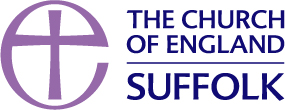 THE CHURCH
OF ENGLAND
SUFFOLK